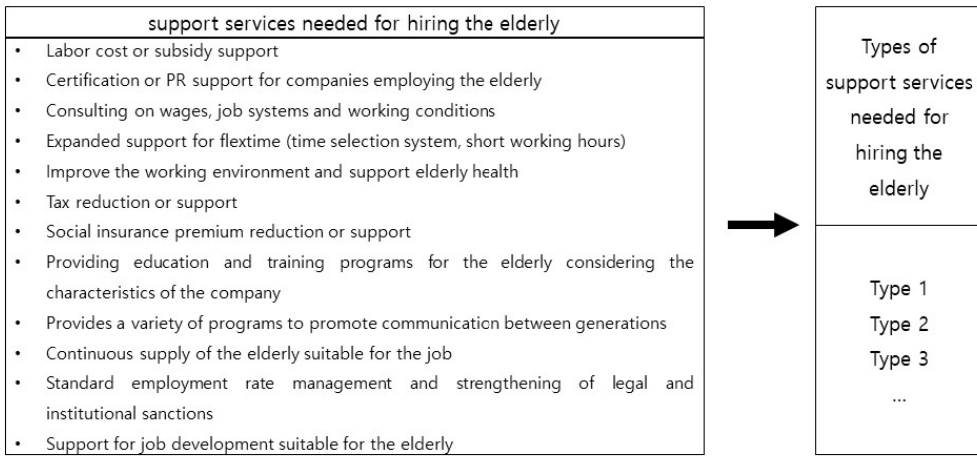 support services needed for hiring the elderly
• Labor cost or subsidy support
• Certification or PR support for companies employing the elderly
• Consulting on wages, job systems and working conditions
• Expanded support for flextime (time selection system, short working hours)
• Improve the working environment and support elderly health
• Tax reduction or support
• Social insurance premium reduction or support
• Providing education and training programs for the elderly considering the
characteristics of the company
• Provides a variety of programs to promote communication between generations
• Continuous supply of the elderly suitable for the job
• Standard employment rate management and strengthening of legal and
institutional sanctions
• Support for job development suitable for the elderly
Types of
support services
needed for
hiring the
elderly
Type 1
Type 2
Type 3
...